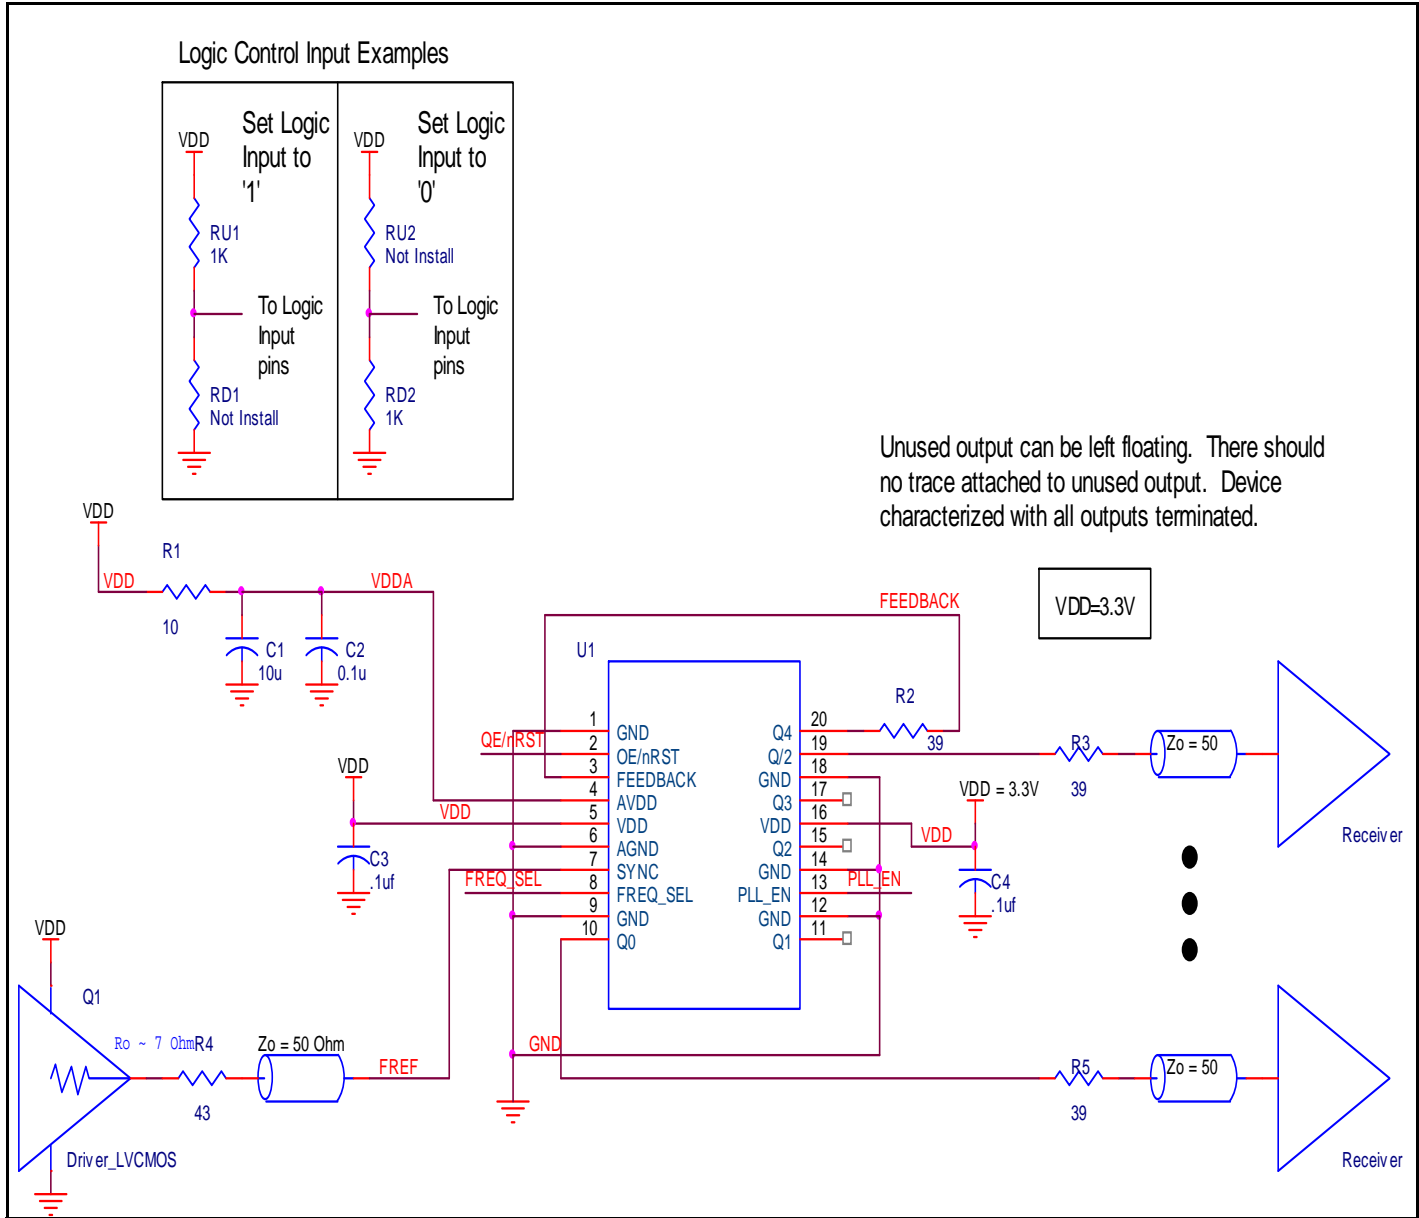 Logic Control Input Examples
Set Logic
Input to
'1'
Set Logic
Input to
'0'
VDD
VDD
RU1
1K
RU2
Not Install
To Logic
Input
pins
To Logic
Input
pins
RD1
Not Install
RD2
1K
Unused output can be left floating. There should
no trace attached to unused output. Device
characterized with all outputs terminated.
VDD
R1
VDD
VDDA
10
C1
10u
C2
0.1u
FEEDBACK
VDD=3.3V
U1
R2
39
QE/nRST
1
GND
2
OE/nRST
3
FEEDBACK
4
AVDD
5
VDD
6
AGND
7
SYNC
8
FREQ_SEL
9
GND
10
Q0
20
Q4
19
Q/2
18
GND
17
Q3
16
VDD
15
Q2
14
GND
13
PLL_EN
12
GND
11
Q1
R3
39
Zo = 50
Receiver
VDD
VDD
C3
.1uf
FREQ_SEL
VDD = 3.3V
VDD
PLL_EN
C4
.1uf
VDD
Q1
Ro ~ 7 Ohm
R4
43
Zo = 50 Ohm
FREF
GND
R5
39
Zo = 50
Driver_LVCMOS
Receiver